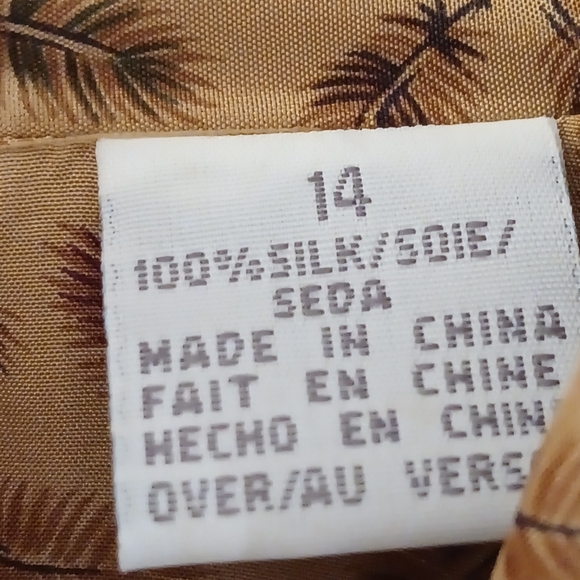 14
100%SILK/SOIE/
SEDA
MADE IN CHINA
FAIT EN CHINE
HECHO EN CHIN
OVER/AU VERS